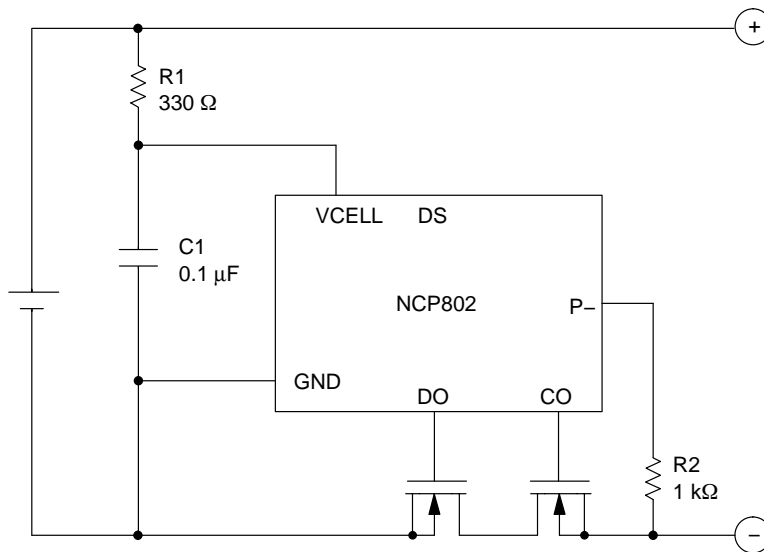 +
R1
330 Ω
VCELL DS
C1
0.1 μF
NCP802
P–
GND
DO CO
R2
1 kΩ
–